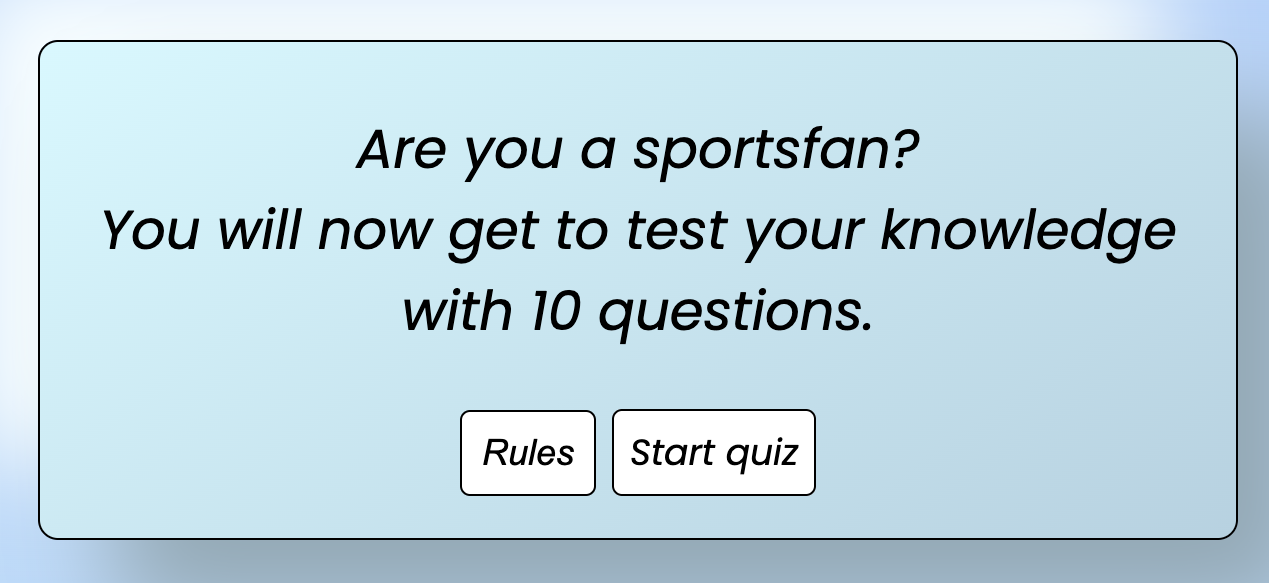 Are you a sportsfan?
You will now get to test your knowledge
with 10 questions.
Rules
Start quiz